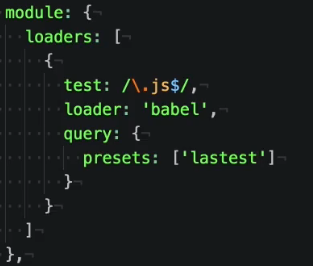 module: {
loaders: [
{
test: /\.js$/,
loader: 'babel',
query: {
presets: ['lastest']
}
}
]
},